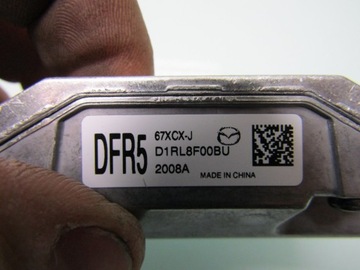 DFR5
67XCX-J
D1RL8F00BU
2008A
MADE IN CHINA